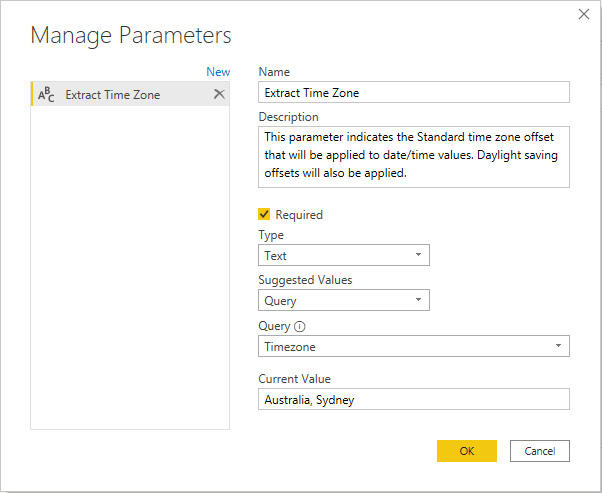 Manage Parameters
New
ABC Extract Time Zone
Name
Extract Time Zone
Description
This parameter indicates the Standard time zone offset
that will be applied to date/time values. Daylight saving
offsets will also be applied.
Required
Type
Text
Suggested Values
Query
Query
Timezone
Current Value
Australia, Sydney
OK
Cancel